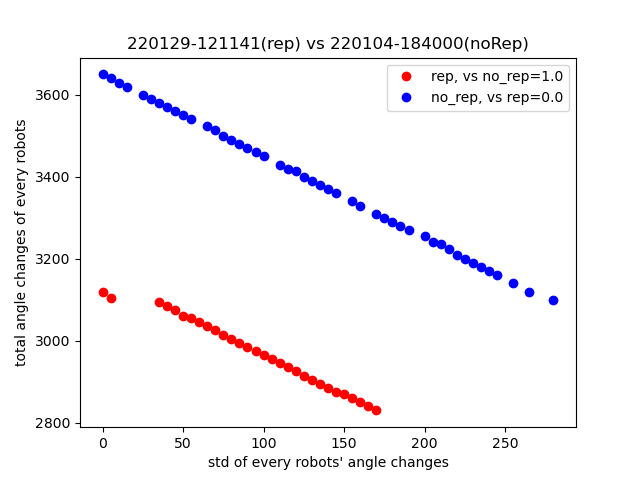 220129-121141(rep) vs 220104-184000(noRep)
rep, vs no_rep=1.0
no_rep, vs rep=0.0
total angle changes of every robots
3600
3400
3200
3000
2800
0
50
100
150
200
250
std of every robots' angle changes